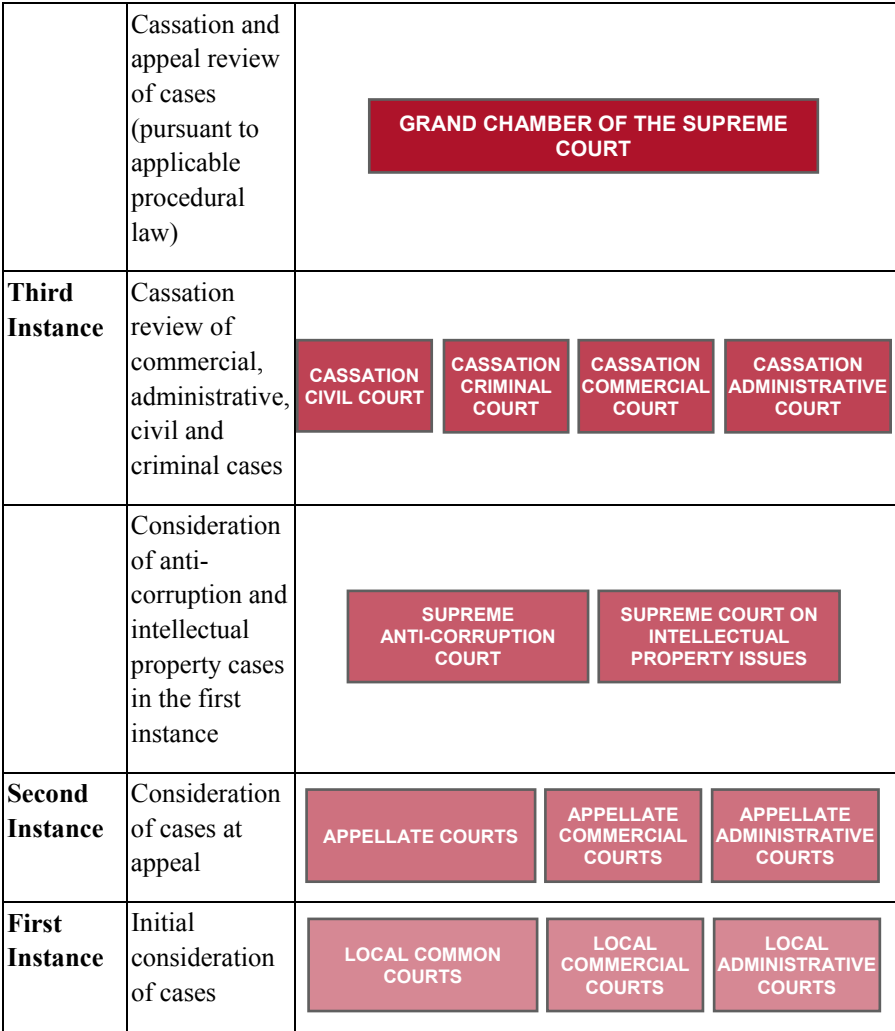 Cassation and
appeal review
of cases
(pursuant to
applicable
procedural
law)
GRAND CHAMBER OF THE SUPREME
COURT
Third
Instance
Cassation
review of
commercial,
administrative,
civil and
criminal cases
CASSATION
CIVIL COURT
CASSATION
CRIMINAL
COURT
CASSATION
COMMERCIAL
COURT
CASSATION
ADMINISTRATIVE
COURT
Consideration
of anti-
corruption and
intellectual
property cases
in the first
instance
SUPREME
ANTI-CORRUPTION
COURT
SUPREME COURT ON
INTELLECTUAL
PROPERTY ISSUES
Second
Instance
Consideration
of cases at
appeal
APPELLATE COURTS
APPELLATE
COMMERCIAL
COURTS
APPELLATE
ADMINISTRATIVE
COURTS
First
Instance
Initial
consideration
of cases
LOCAL COMMON
COURTS
LOCAL
COMMERCIAL
COURTS
LOCAL
ADMINISTRATIVE
COURTS